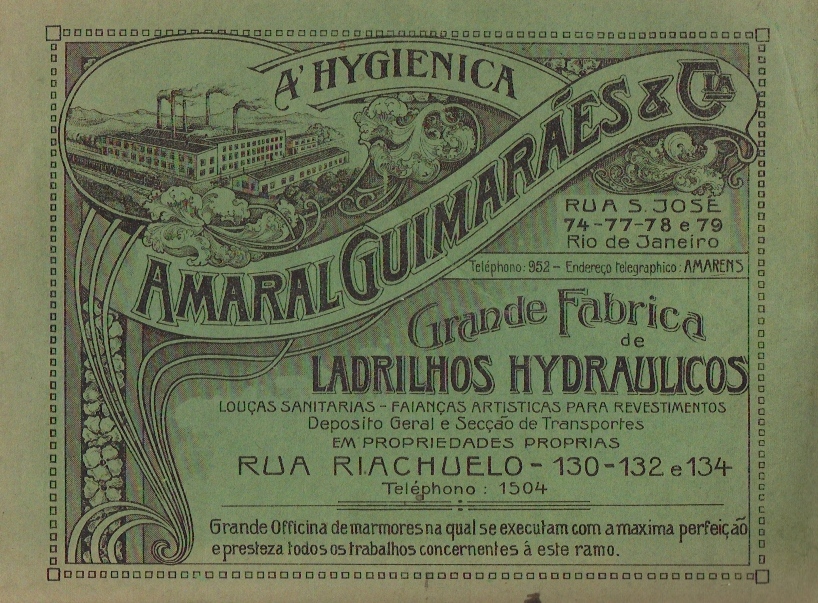 A' HYGIENICA
AMARAL GUIMARÃES & CIA
RUA S. JOSÉ
74-77-78 e 79
Rio de Janeiro
Teléphono: 952 - Endereço telegraphico: AMARENS
Grande Fabrica
de
LADRILHOS HYDRAULICOS
LOUÇAS SANITARIAS - FAIANÇAS ARTISTICAS PARA REVESTIMENTOS
Deposito Geral e Secção de Transportes
EM PROPRIEDADES PROPRIAS
RUA RIACHUELO - 130-132 e 134
Teléphono: 1504
Grande Officina de marmores na qual se executam com a maxima perfeição
e presteza todos os trabalhos concernentes á este ramo.